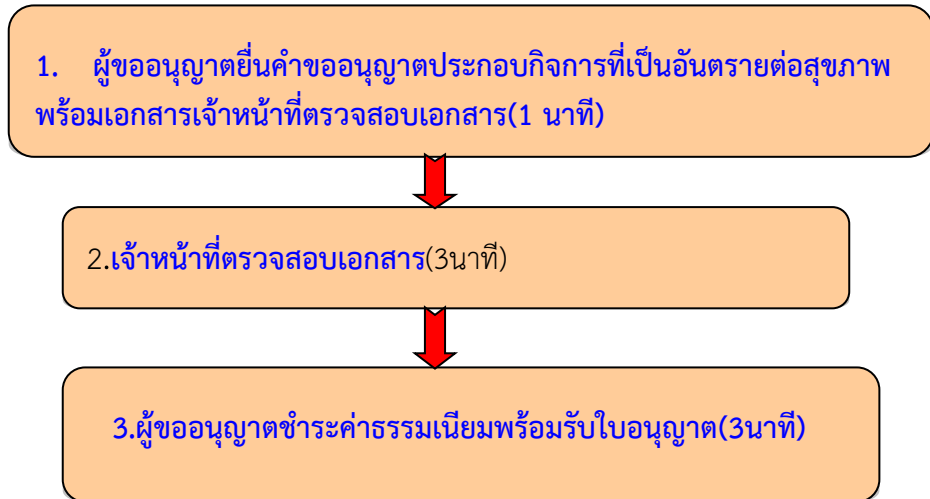 1. ผู้ขออนุญาตยื่นคำขออนุญาตประกอบกิจการที่เป็นอันตรายต่อสุขภาพ
พร้อมเอกสารเจ้าหน้าที่ตรวจสอบเอกสาร(1 นาที)
2.เจ้าหน้าที่ตรวจสอบเอกสาร(3นาที)
3.ผู้ขออนุญาตชำระค่าธรรมเนียมพร้อมรับใบอนุญาต(3นาที)